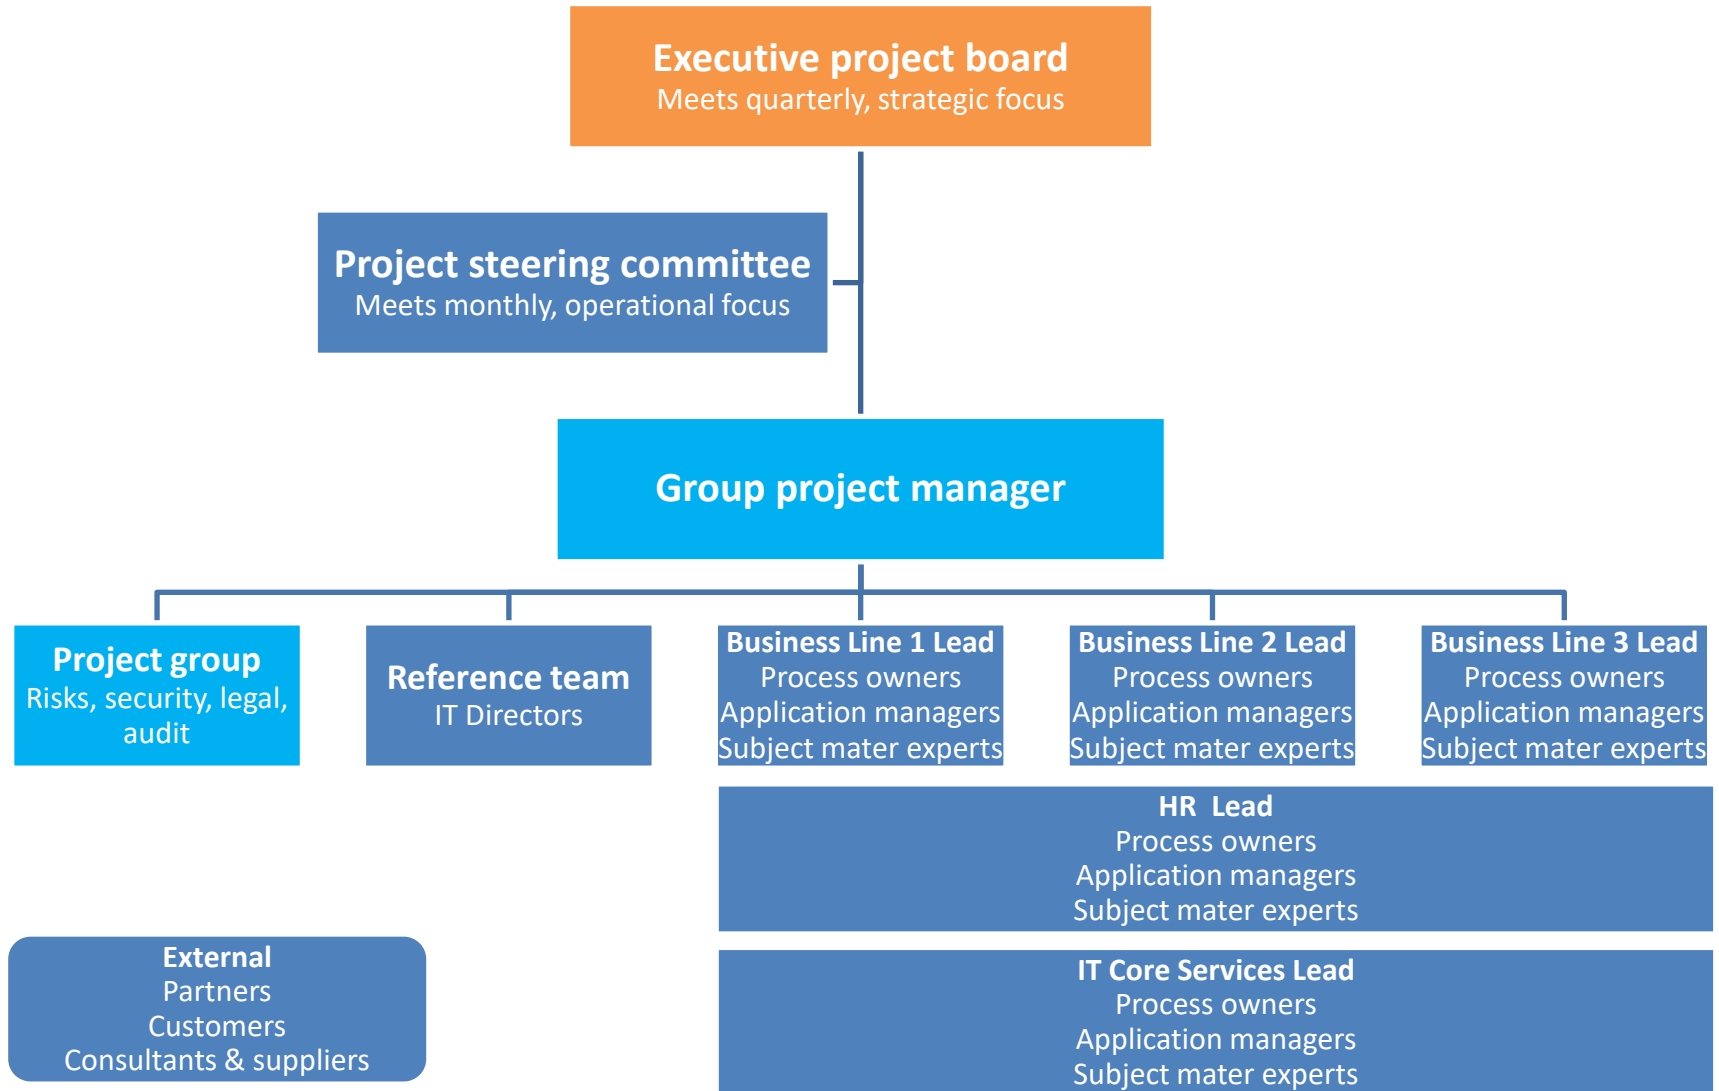 Executive project board
Meets quarterly, strategic focus
Project steering committee
Meets monthly, operational focus
Group project manager
Project group
Risks, security, legal,
audit
Reference team
IT Directors
Business Line 1 Lead
Process owners
Application managers
Subject mater experts
Business Line 2 Lead
Process owners
Application managers
Subject mater experts
Business Line 3 Lead
Process owners
Application managers
Subject mater experts
HR  Lead
Process owners
Application managers
Subject mater experts
External
Partners
Customers
Consultants & suppliers
IT Core Services Lead
Process owners
Application managers
Subject mater experts